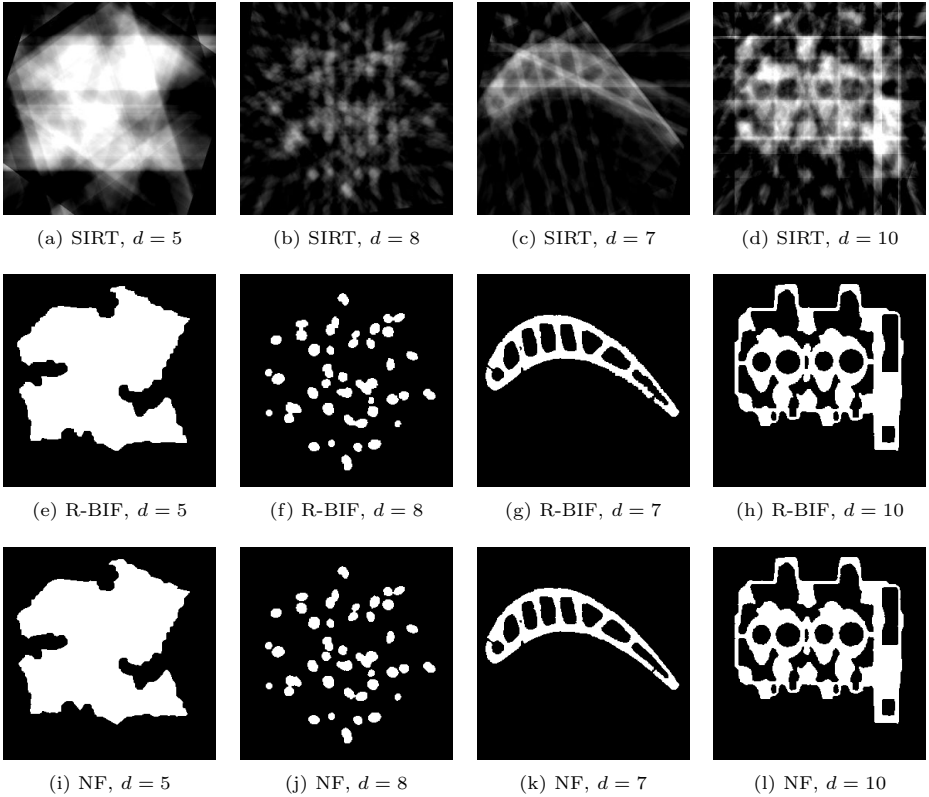 (a) SIRT, d = 5
(b) SIRT, d = 8
(c) SIRT, d = 7
(d) SIRT, d = 10
(e) R-BIF, d = 5
(f) R-BIF, d = 8
(g) R-BIF, d = 7
(h) R-BIF, d = 10
(i) NF, d = 5
(j) NF, d = 8
(k) NF, d = 7
(l) NF, d = 10